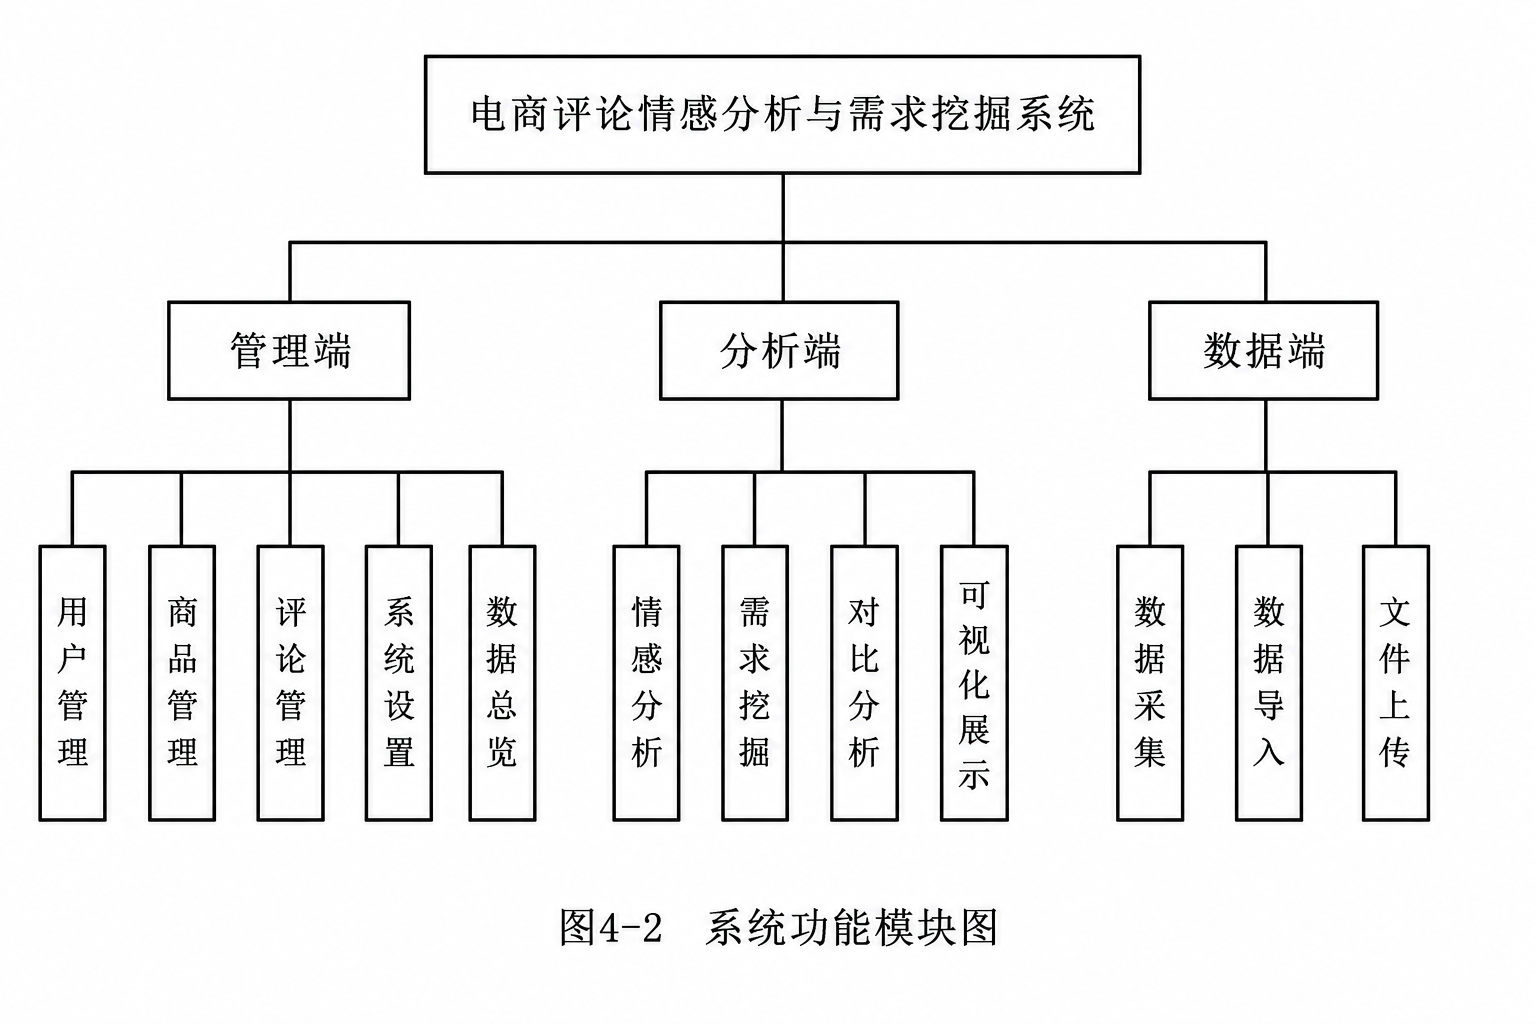 电商评论情感分析与需求挖掘系统
管理端
分析端
数据端
用户管理
商品管理
评论管理
系统设置
数据总览
情感分析
需求挖掘
对比分析
可视化展示
数据采集
数据导入
文件上传
图4-2 系统功能模块图